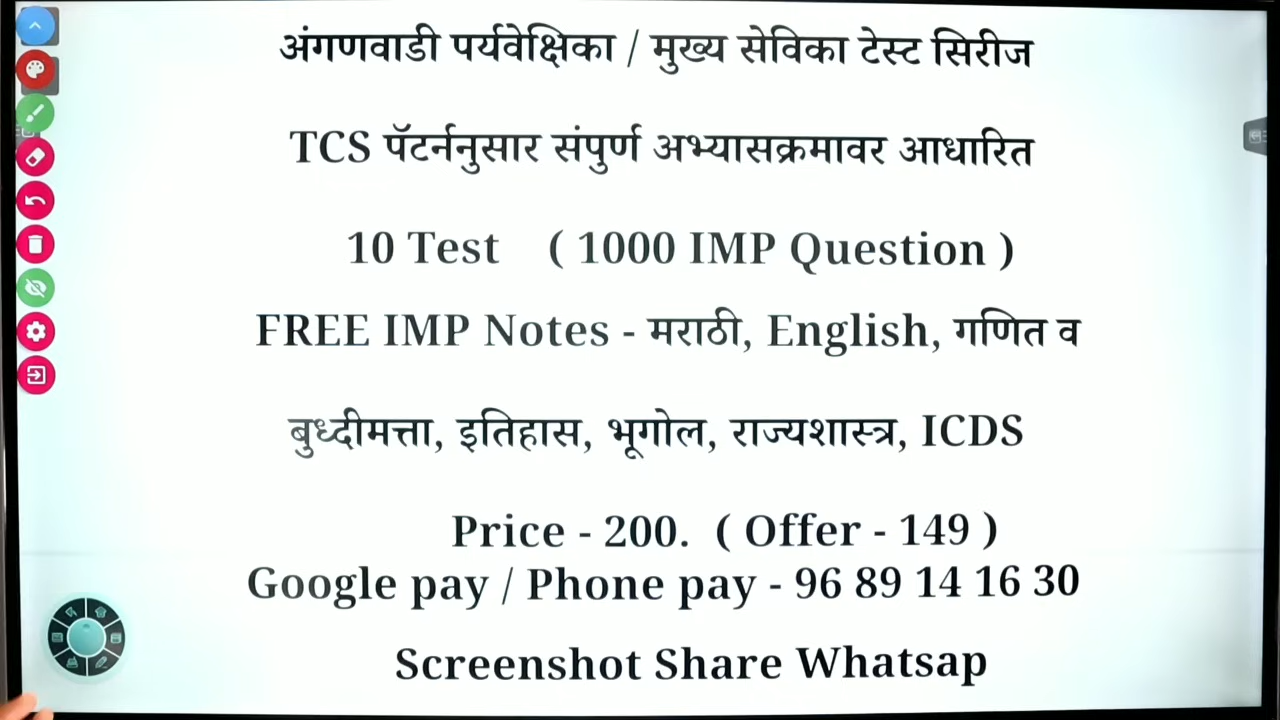 अंगणवाडी पर्यवेक्षिका / मुख्य सेविका टेस्ट सिरीज
TCS पॅटर्ननुसार संपुर्ण अभ्यासक्रमावर आधारित
10 Test ( 1000 IMP Question )
FREE IMP Notes - मराठी, English, गणित व
बुध्दीमत्ता, इतिहास, भूगोल, राज्यशास्त्र, ICDS
Price - 200. ( Offer - 149 )
Google pay / Phone pay - 96 89 14 16 30
Screenshot Share Whatsap